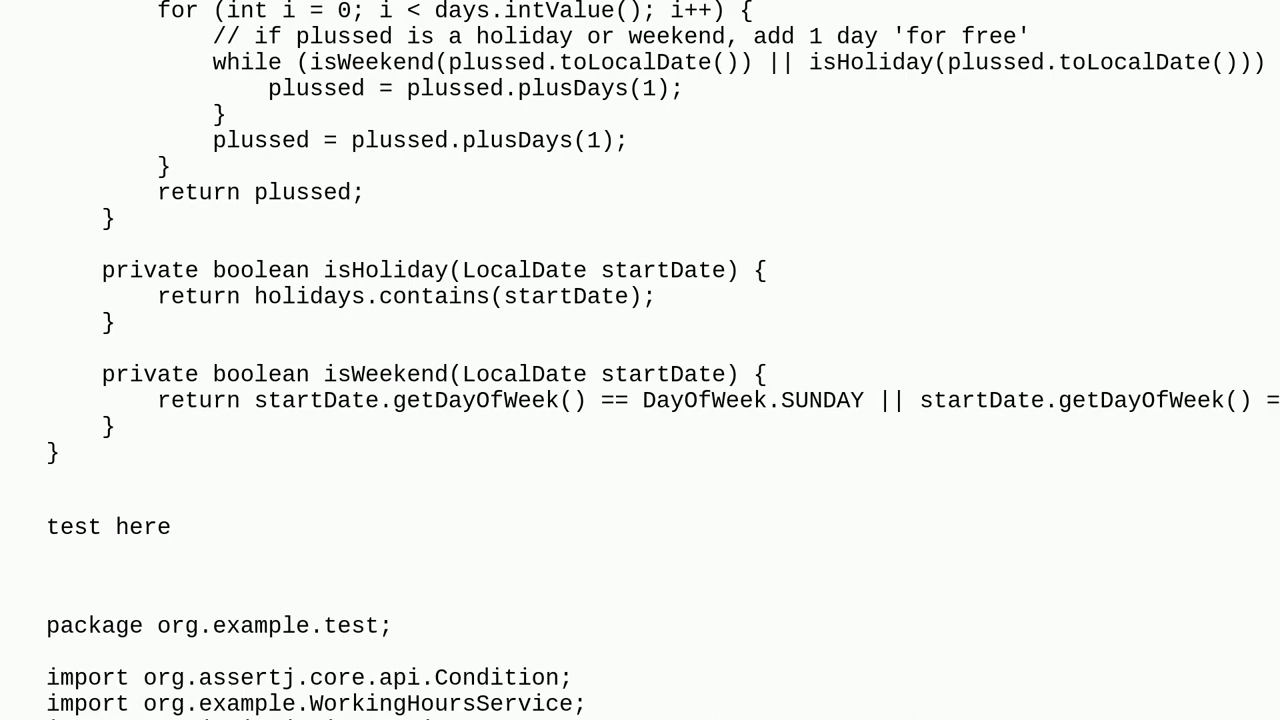 for (int i = 0; i < days.intValue(); i++) {
// if plussed is a holiday or weekend, add 1 day 'for free'
while (isWeekend(plussed.toLocalDate()) || isHoliday(plussed.toLocalDate()))
plussed = plussed.plusDays(1);
}
plussed = plussed.plusDays(1);
}
return plussed;
}
private boolean isHoliday(LocalDate startDate) {
return holidays.contains(startDate);
}
private boolean isWeekend(LocalDate startDate) {
return startDate.getDayOfWeek() == DayOfWeek.SUNDAY || startDate.getDayOfWeek() =
}
}
test here
package org.example.test;
import org.assertj.core.api.Condition;
import org.example.WorkingHoursService;